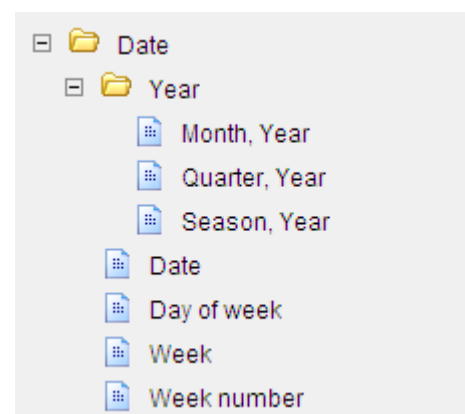 Date
Year
Month, Year
Quarter, Year
Season, Year
Date
Day of week
Week
Week number